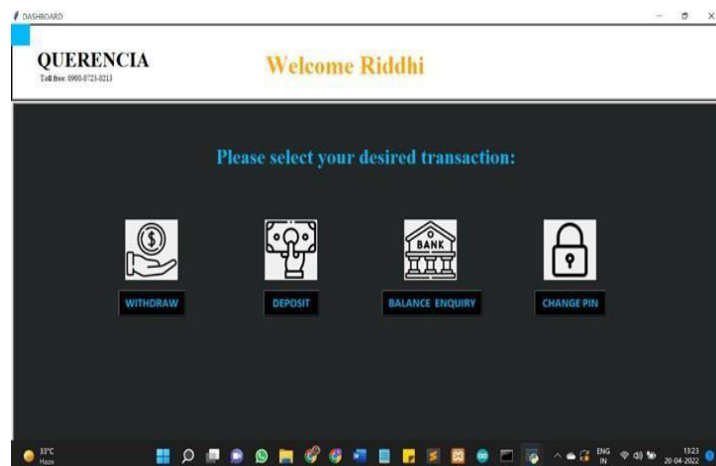 DASHBOARD
QUERENCIA
Toll free: 0900-0723-0213
Welcome Riddhi
Please select your desired transaction:
BANK
WITHDRAW
DEPOSIT
BALANCE ENQUIRY
CHANGE PIN
33°C
Haze
ENG
IN
13:23
20-04-2022